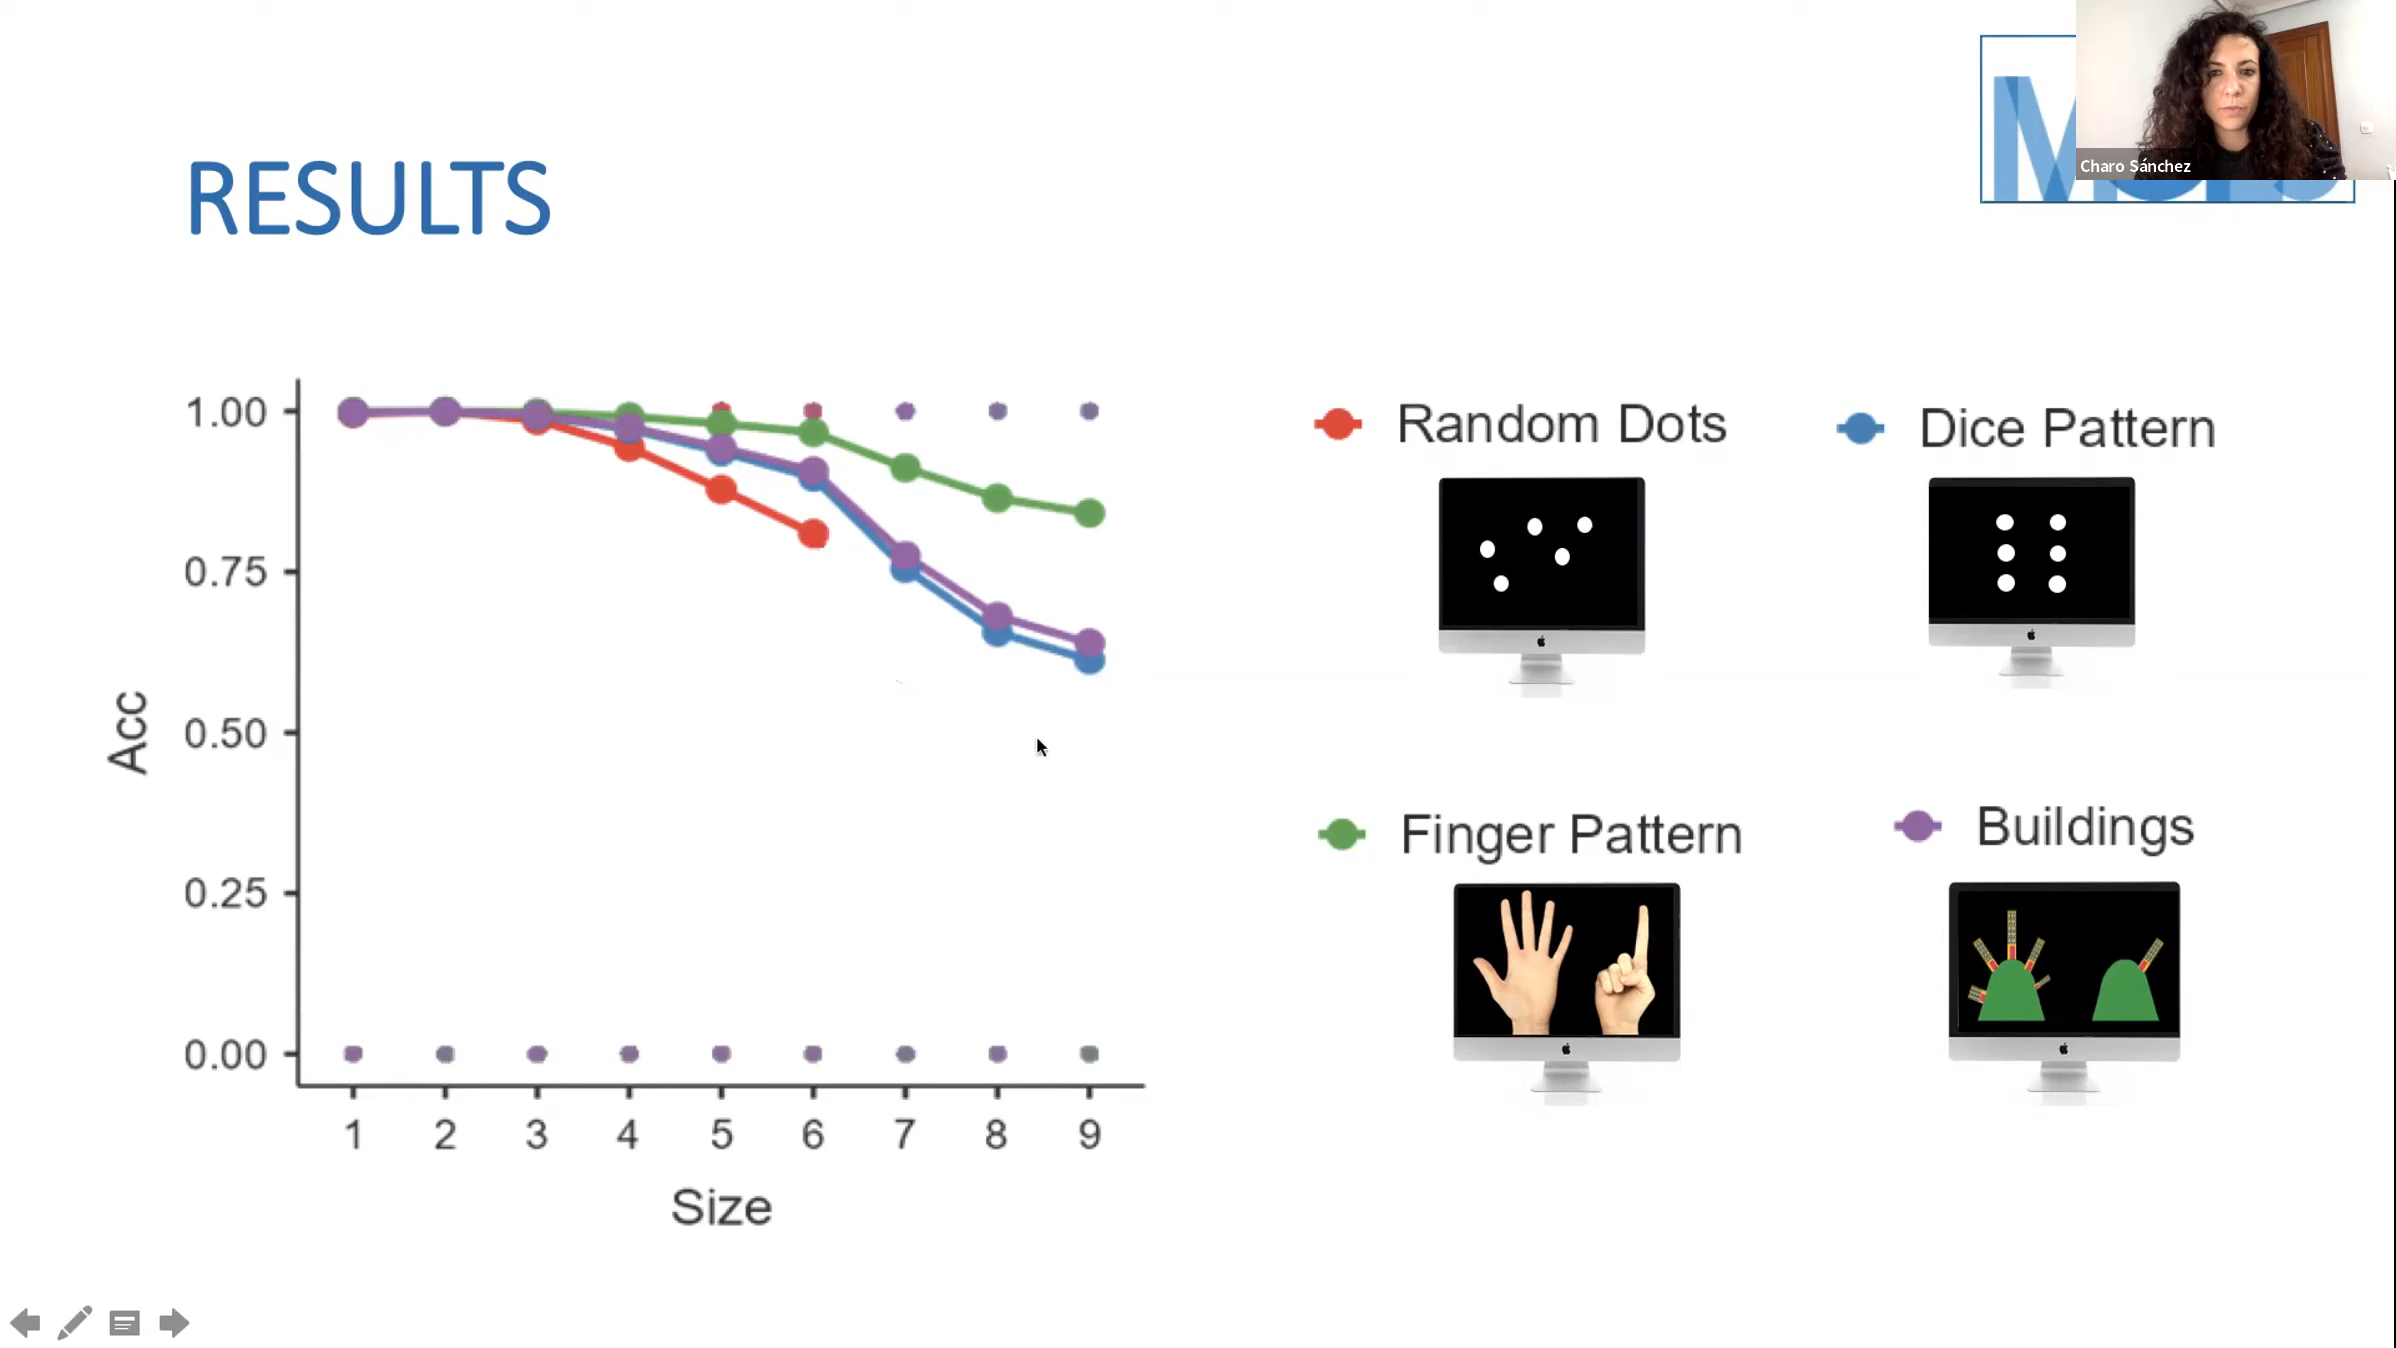 RESULTS
Charo Sánchez
1.00
0.75
0.50
0.25
0.00
Acc
1 2 3 4 5 6 7 8 9
Size
Random Dots
Dice Pattern
Finger Pattern
Buildings